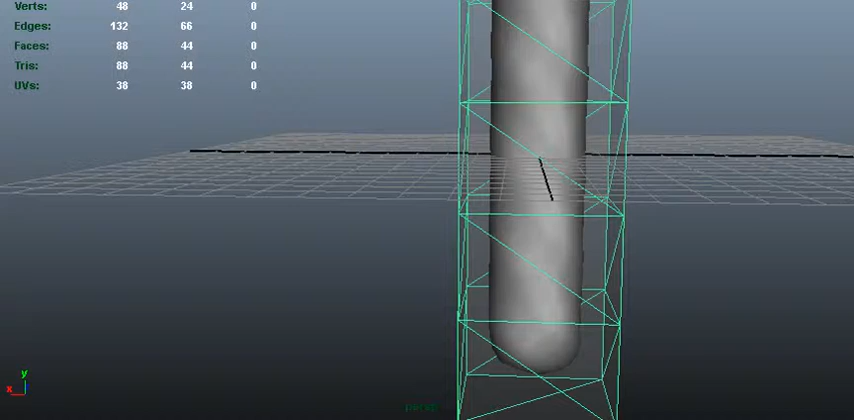 Verts: 48 24 0
Edges: 132 66 0
Faces: 88 44 0
Tris: 88 44 0
UVs: 38 38 0
y
x
persp